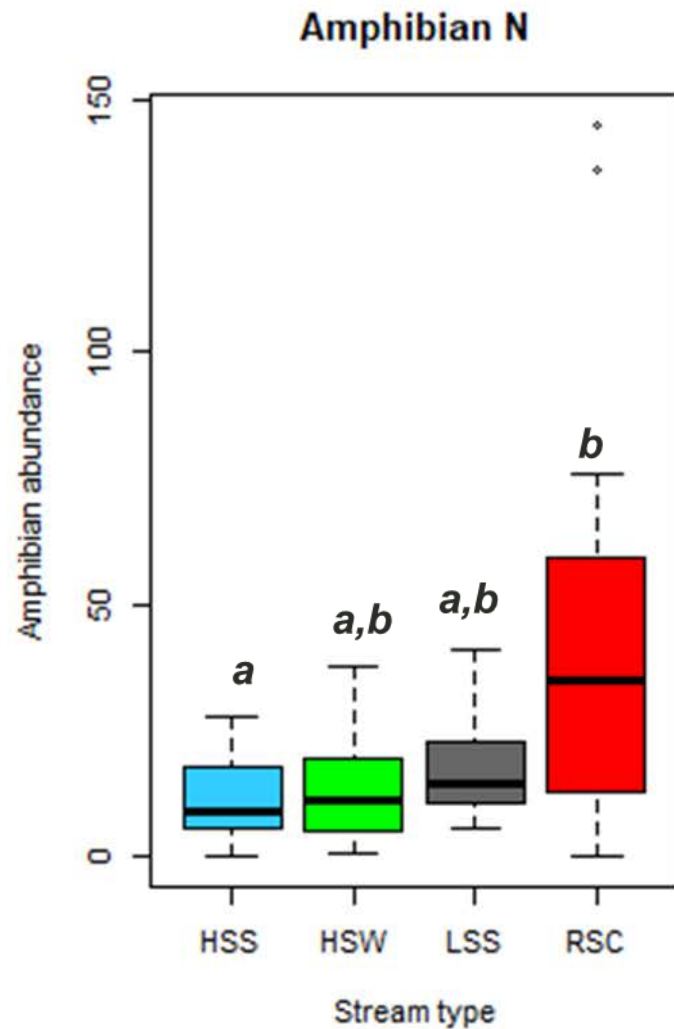 Amphibian N
Amphibian abundance
150
100
50
0
a
a,b
a,b
b
HSS HSW LSS RSC
Stream type